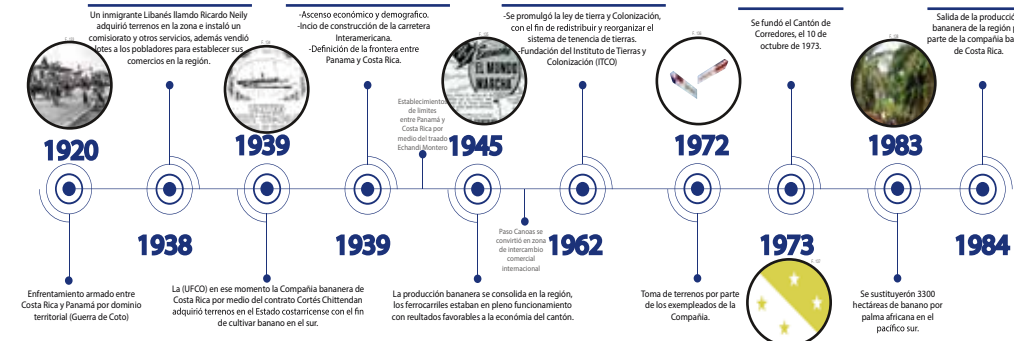 Un inmigrante Libanés llamdo Ricardo Neily
adquirió terrenos en la zona e instaló un
comisiorato y otros servicios, además vendió
lotes a los pobladores para establecer sus
comercios en la región.
-Ascenso económico y demografico.
-Incio de construcción de la carretera
Interamericana.
-Definición de la frontera entre
Panama y Costa Rica.
-Se promulgó la ley de tierra y Colonización,
con el fin de redistribuir y reorganizar el
sistema de tenencia de tierras.
-Fundación del Instituto de Tierras y
Colonización (ITCO)
Se fundó el Cantón de
Corredores, el 10 de
octubre de 1973.
Salida de la producció
bananera de la región
parte de la compañia ba
de Costa Rica.
EL MUNDO
MARCHA
Establecimientos
de limites
entre Panamá y
Costa Rica por
medio del traado
Echandi Montero
1920
1939
1945
1972
1983
1938
1939
1962
1973
1984
Paso Canoas se
convirtió en zona
de intercambio
comercial
internacional
Enfrentamiento armado entre
Costa Rica y Panamá por dominio
territorial (Guerra de Coto)
La (UFCO) en ese momento la Compañia bananera de
Costa Rica por medio del contrato Cortés Chittendan
adquirió terrenos en el Estado costarricense con el fin
de cultivar banano en el sur.
La producción bananera se consolida en la región,
los ferrocarriles estaban en pleno funcionamiento
con reultados favorables a la económia del cantón.
Toma de terrenos por parte
de los exempleados de la
Compañia.
Se sustituyerón 3300
hectáreas de banano por
palma africana en el
pacífico sur.